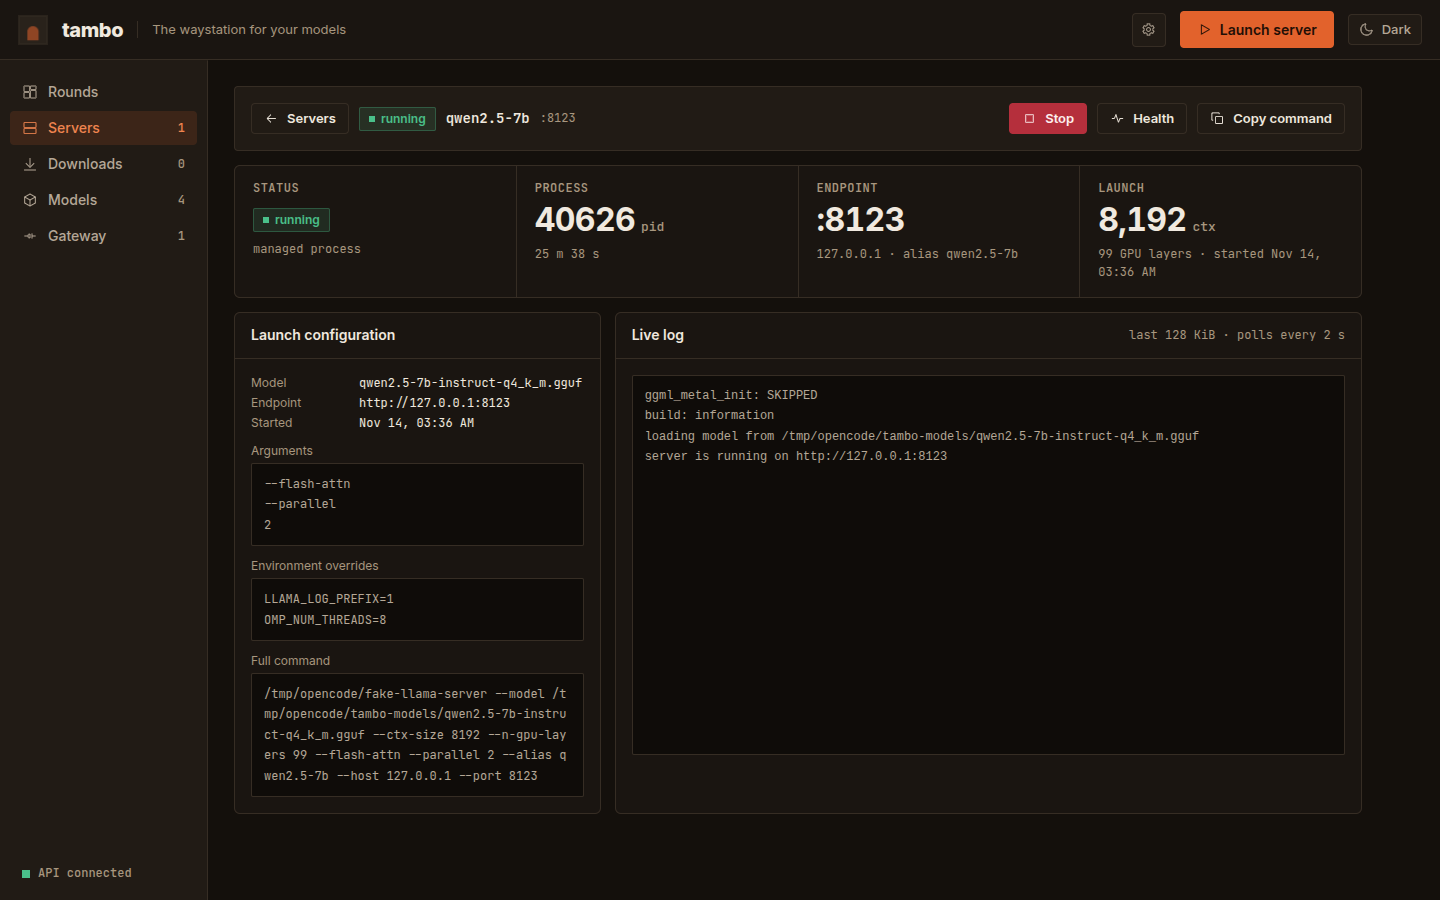 tambo
The waystation for your models
Launch server
Dark
Rounds
Servers 1
Downloads 0
Models 4
Gateway 1
API connected
Servers
running
qwen2.5-7b :8123
Stop
Health
Copy command
STATUS
running
managed process
PROCESS
40626 pid
25 m 38 s
ENDPOINT
:8123
127.0.0.1 · alias qwen2.5-7b
LAUNCH
8,192 ctx
99 GPU layers · started Nov 14,
03:36 AM
Launch configuration
Model qwen2.5-7b-instruct-q4_k_m.gguf
Endpoint http://127.0.0.1:8123
Started Nov 14, 03:36 AM
Arguments
--flash-attn
--parallel
2
Environment overrides
LLAMA_LOG_PREFIX=1
OMP_NUM_THREADS=8
Full command
/tmp/opencode/fake-llama-server --model /t
mp/opencode/tambo-models/qwen2.5-7b-instru
ct-q4_k_m.gguf --ctx-size 8192 --n-gpu-lay
ers 99 --flash-attn --parallel 2 --alias q
wen2.5-7b --host 127.0.0.1 --port 8123
Live log
last 128 KiB · polls every 2 s
ggml_metal_init: SKIPPED
build: information
loading model from /tmp/opencode/tambo-models/qwen2.5-7b-instruct-q4_k_m.gguf
server is running on http://127.0.0.1:8123